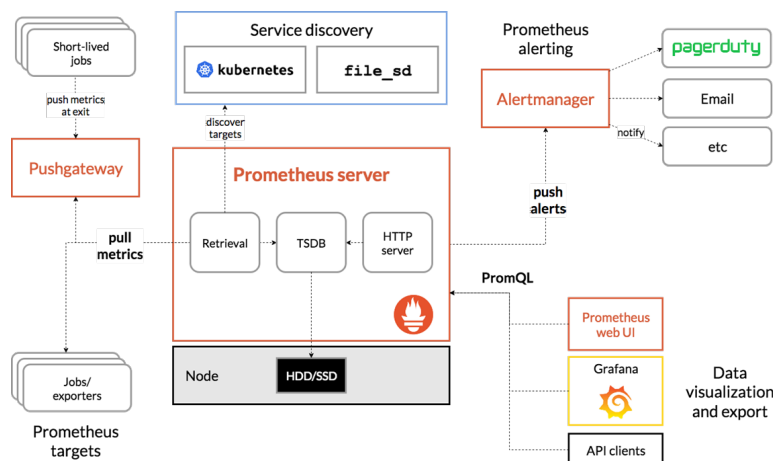 Short-lived
jobs
push metrics
at exit
Pushgateway
Service discovery
kubernetes
file_sd
discover
targets
Prometheus
alerting
Alertmanager
pagerduty
Email
notify
etc
Prometheus server
push
alerts
pull
metrics
Retrieval
TSDB
HTTP
server
PromQL
Prometheus
web UI
Node
HDD/SSD
Grafana
Jobs/
exporters
Prometheus
targets
Data
visualization
and export
API clients